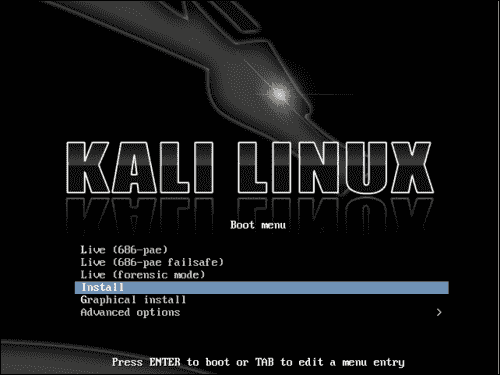 KALI LINUX
Boot menu
Live (686-pae)
Live (686-pae failsafe)
Live (forensic mode)
Install
Graphical install
Advanced options >
Press ENTER to boot or TAB to edit a menu entry